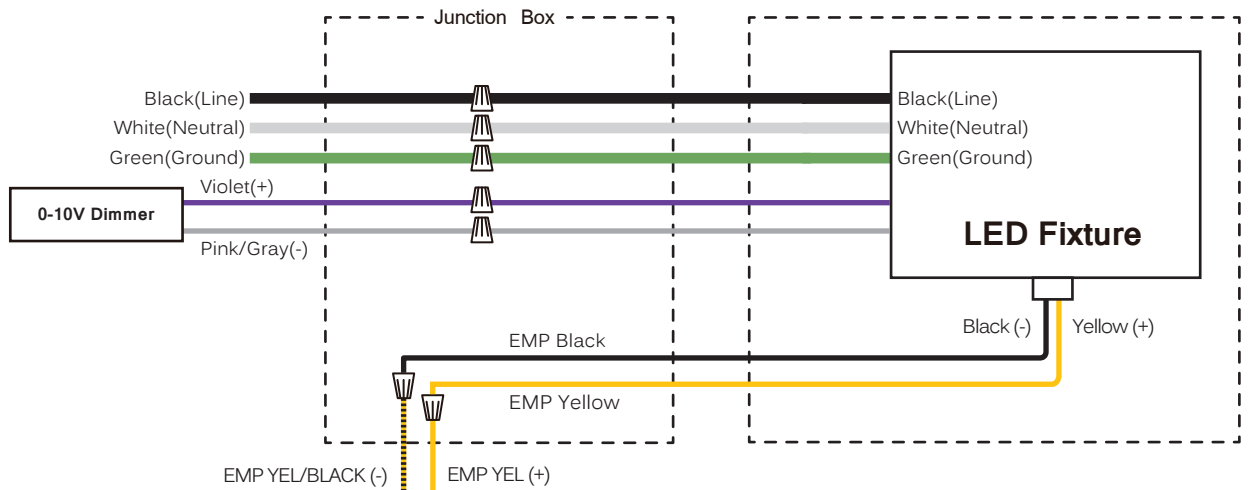 Junction Box
Black(Line)
Black(Line)
White(Neutral)
White(Neutral)
Green(Ground)
Green(Ground)
Violet(+)
0-10V Dimmer
Pink/Gray(-)
LED Fixture
Black (-)
Yellow (+)
EMP Black
EMP Yellow
EMP YEL/BLACK (-)
EMP YEL (+)